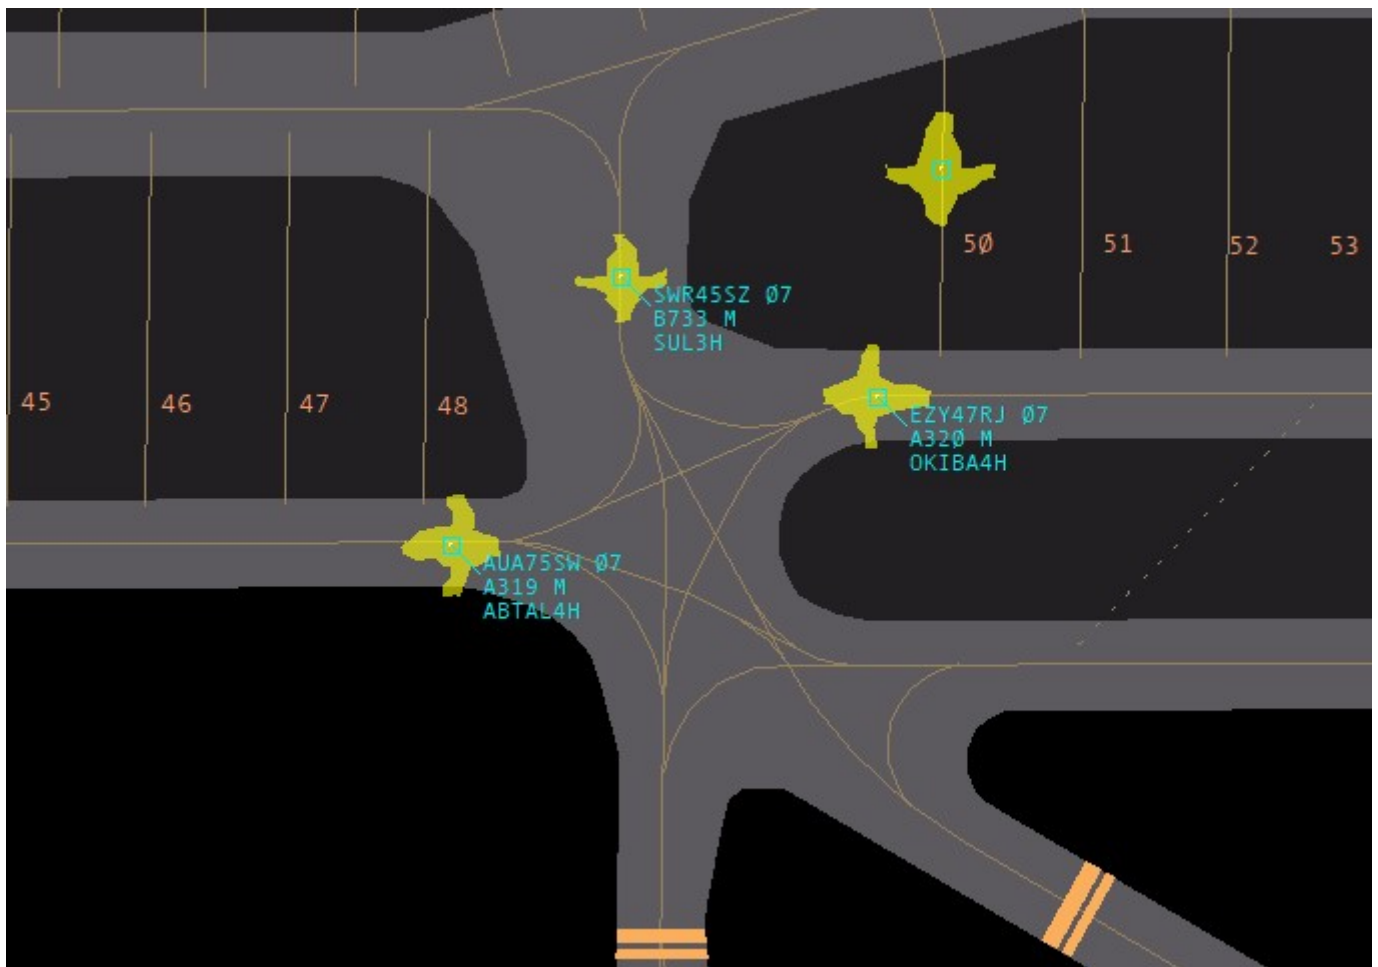 5Ø
51
52
53
SWR45SZ Ø7
B733 M
SUL3H
45
46
47
48
EZY47RJ Ø7
A32Ø M
OKIBA4H
AUA75SW Ø7
A319 M
ABTAL4H